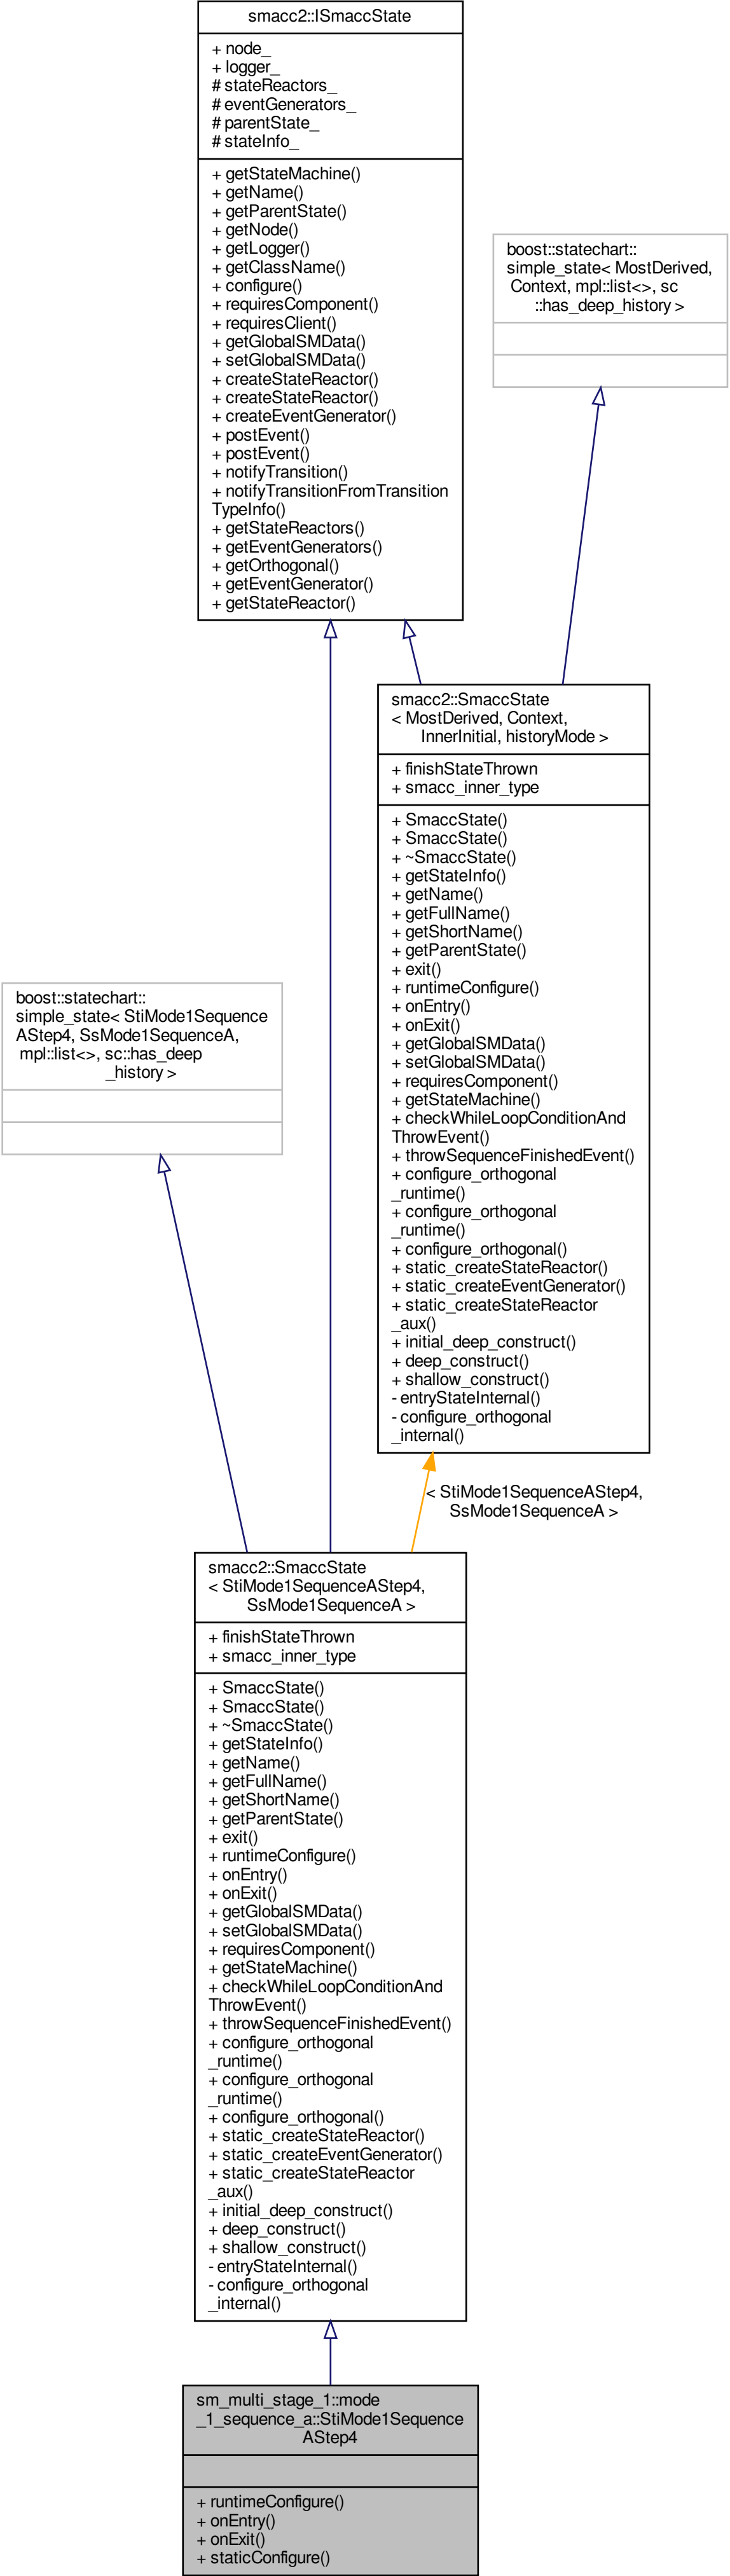 smacc2::ISmaccState
+ node_
+ logger_
# stateReactors_
# eventGenerators_
# parentState_
# stateInfo_
+ getStateMachine()
+ getName()
+ getParentState()
+ getNode()
+ getLogger()
+ getClassName()
+ configure()
+ requiresComponent()
+ requiresClient()
+ getGlobalSMData()
+ setGlobalSMData()
+ createStateReactor()
+ createStateReactor()
+ createEventGenerator()
+ postEvent()
+ postEvent()
+ notifyTransition()
+ notifyTransitionFromTransition
TypeInfo()
+ getStateReactors()
+ getEventGenerators()
+ getOrthogonal()
+ getEventGenerator()
+ getStateReactor()
boost::statechart::
simple_state< MostDerived,
Context, mpl::list<>, sc
::has_deep_history >
smacc2::SmaccState
< MostDerived, Context,
InnerInitial, historyMode >
+ finishStateThrown
+ smacc_inner_type
+ SmaccState()
+ SmaccState()
+ ~SmaccState()
+ getStateInfo()
+ getName()
+ getFullName()
+ getShortName()
+ getParentState()
+ exit()
+ runtimeConfigure()
+ onEntry()
+ onExit()
+ getGlobalSMData()
+ setGlobalSMData()
+ requiresComponent()
+ getStateMachine()
+ checkWhileLoopConditionAnd
ThrowEvent()
+ throwSequenceFinishedEvent()
+ configure_orthogonal
_runtime()
+ configure_orthogonal
_runtime()
+ configure_orthogonal()
+ static_createStateReactor()
+ static_createEventGenerator()
+ static_createStateReactor
_aux()
+ initial_deep_construct()
+ deep_construct()
+ shallow_construct()
- entryStateInternal()
- configure_orthogonal
_internal()
boost::statechart::
simple_state< StiMode1Sequence
AStep4, SsMode1SequenceA,
mpl::list<>, sc::has_deep
_history >
< StiMode1SequenceAStep4,
SsMode1SequenceA >
smacc2::SmaccState
< StiMode1SequenceAStep4,
SsMode1SequenceA >
+ finishStateThrown
+ smacc_inner_type
+ SmaccState()
+ SmaccState()
+ ~SmaccState()
+ getStateInfo()
+ getName()
+ getFullName()
+ getShortName()
+ getParentState()
+ exit()
+ runtimeConfigure()
+ onEntry()
+ onExit()
+ getGlobalSMData()
+ setGlobalSMData()
+ requiresComponent()
+ getStateMachine()
+ checkWhileLoopConditionAnd
ThrowEvent()
+ throwSequenceFinishedEvent()
+ configure_orthogonal
_runtime()
+ configure_orthogonal
_runtime()
+ configure_orthogonal()
+ static_createStateReactor()
+ static_createEventGenerator()
+ static_createStateReactor
_aux()
+ initial_deep_construct()
+ deep_construct()
+ shallow_construct()
- entryStateInternal()
- configure_orthogonal
_internal()
sm_multi_stage_1::mode
_1_sequence_a::StiMode1Sequence
AStep4
+ runtimeConfigure()
+ onEntry()
+ onExit()
+ staticConfigure()